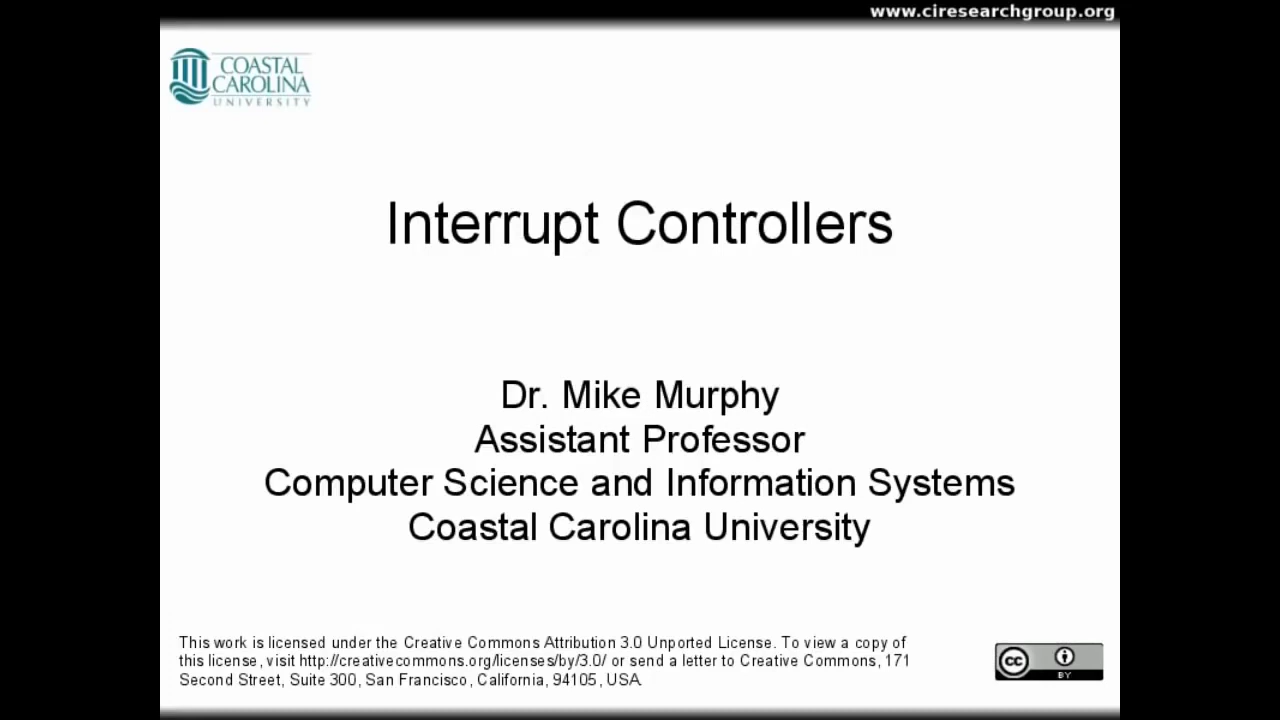 www.ciresearchgroup.org
COASTAL
CAROLINA
UNIVERSITY
Interrupt Controllers
Dr. Mike Murphy
Assistant Professor
Computer Science and Information Systems
Coastal Carolina University
This work is licensed under the Creative Commons Attribution 3.0 Unported License. To view a copy of
this license, visit http://creativecommons.org/licenses/by/3.0/ or send a letter to Creative Commons, 171
Second Street, Suite 300, San Francisco, California, 94105, USA.
cc
BY